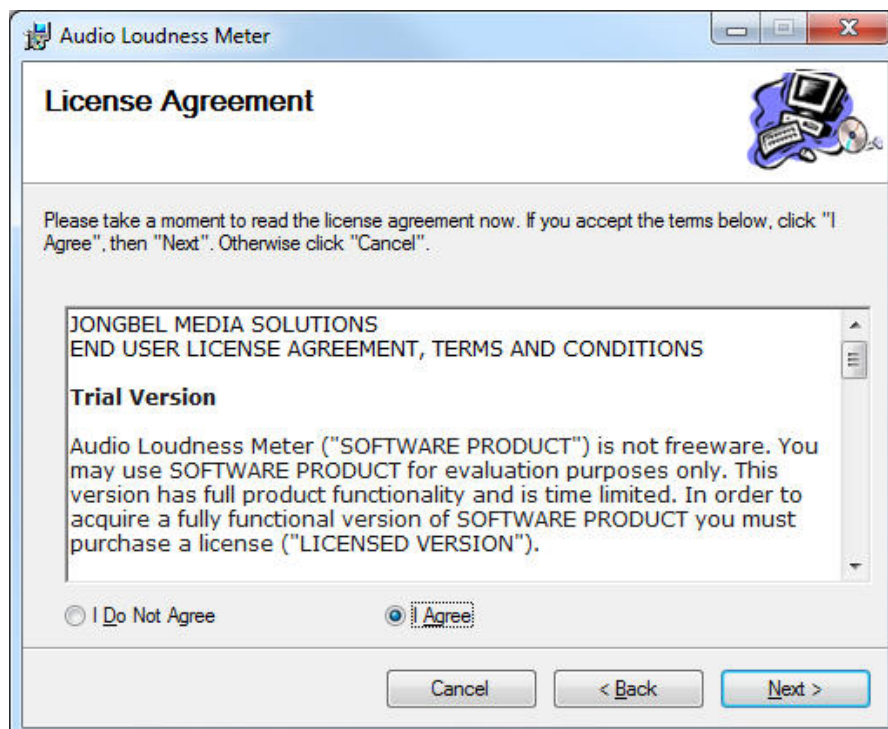 Audio Loudness Meter
License Agreement
Please take a moment to read the license agreement now. If you accept the terms below, click "I
Agree", then "Next". Otherwise click "Cancel".
JONGBEL MEDIA SOLUTIONS
END USER LICENSE AGREEMENT, TERMS AND CONDITIONS
Trial Version
Audio Loudness Meter ("SOFTWARE PRODUCT") is not freeware. You
may use SOFTWARE PRODUCT for evaluation purposes only. This
version has full product functionality and is time limited. In order to
acquire a fully functional version of SOFTWARE PRODUCT you must
purchase a license ("LICENSED VERSION").
I Do Not Agree
I Agree
Cancel
< Back
Next >